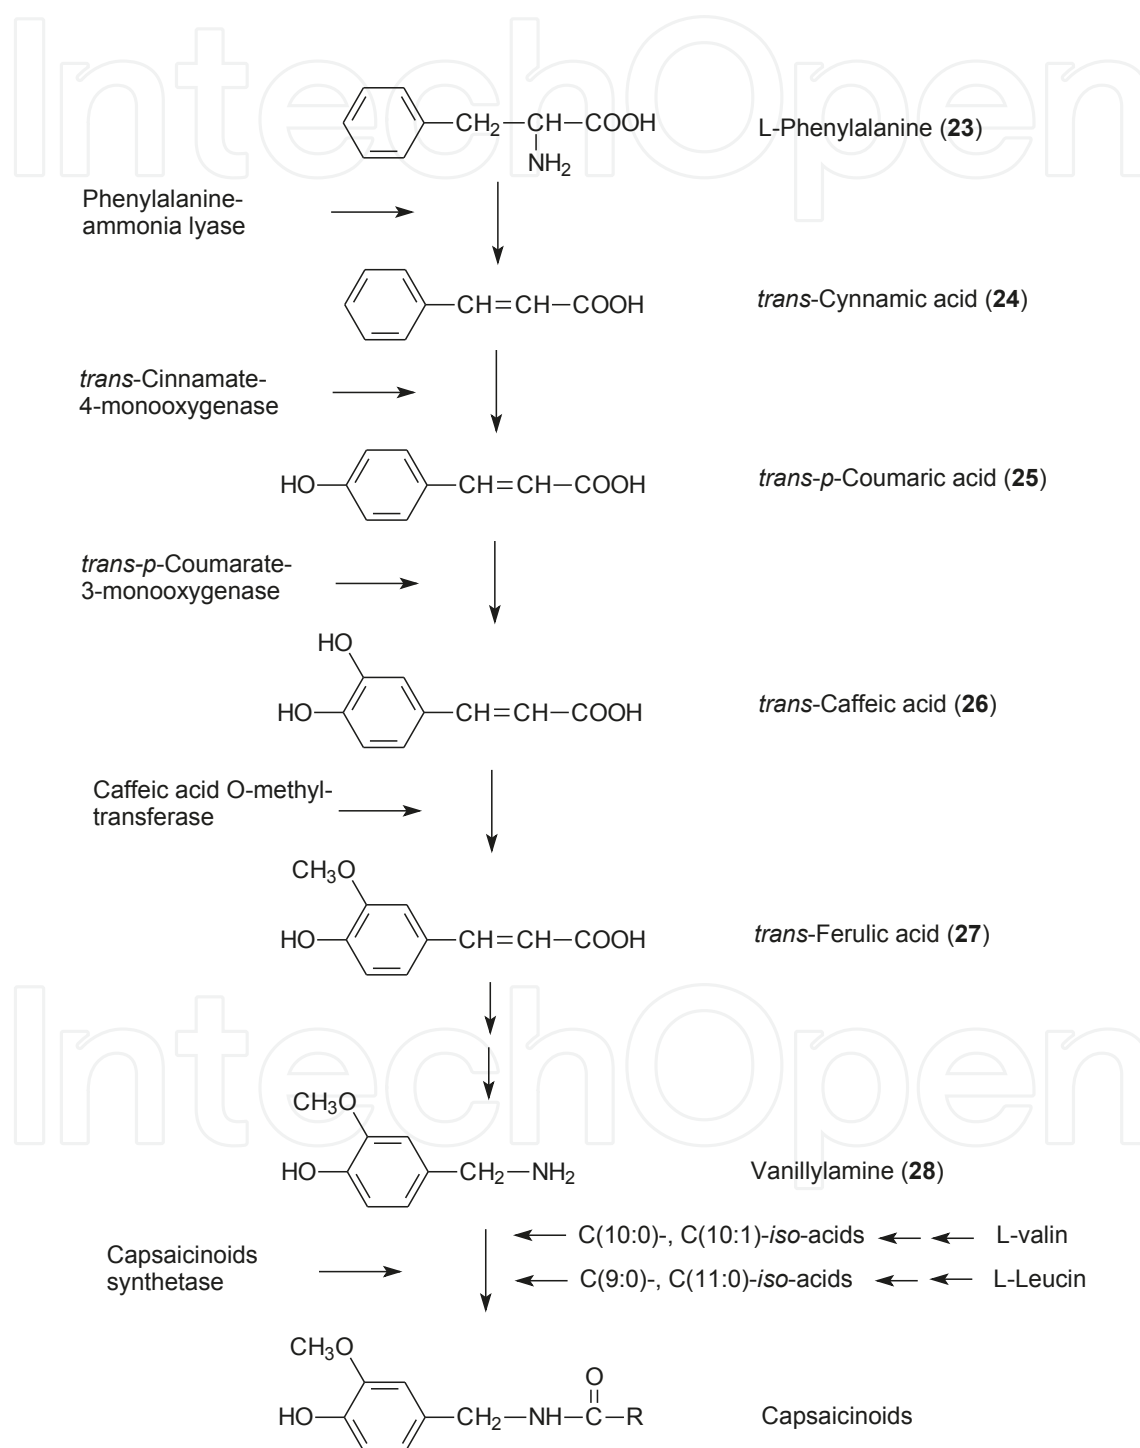 IntechOpen
CH2—CH—COOH
NH2
L-Phenylalanine (23)
Phenylalanine-
ammonia lyase
CH=CH—COOH
trans-Cynnamic acid (24)
trans-Cinnamate-
4-monooxygenase
HO
CH=CH—COOH
trans-p-Coumaric acid (25)
trans-p-Coumarate-
3-monooxygenase
HO
HO
CH=CH—COOH
trans-Caffeic acid (26)
Caffeic acid O-methyl-
transferase
CH3O
HO
CH=CH—COOH
trans-Ferulic acid (27)
IntechOpen
CH3O
HO
CH2—NH2
Vanillylamine (28)
C(10:0)-, C(10:1)-iso-acids
L-valin
Capsaicinoids
synthetase
C(9:0)-, C(11:0)-iso-acids
L-Leucin
CH3O
O
HO
CH2—NH—C—R
Capsaicinoids